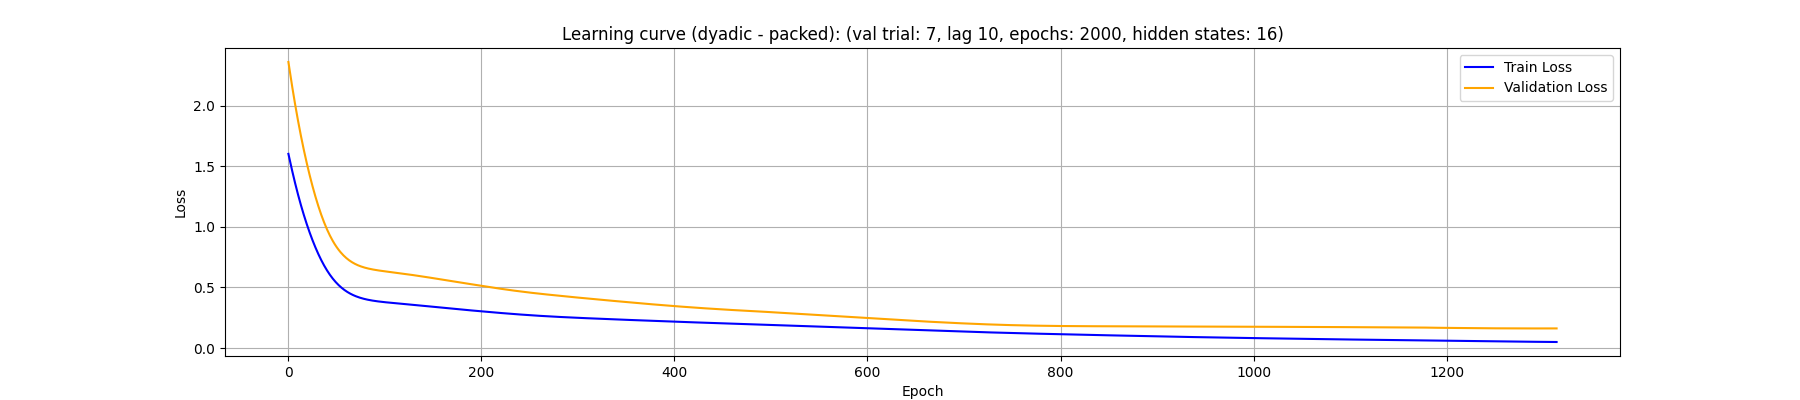 Learning curve (dyadic - packed): (val trial: 7, lag 10, epochs: 2000, hidden states: 16)
Train Loss
Validation Loss
2.0
1.5
1.0
0.5
0.0
Loss
0 200 400 600 800 1000 1200
Epoch